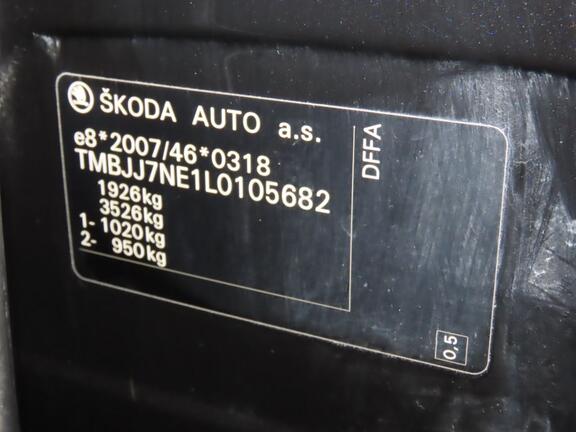 ŠKODA AUTO a.s.
e8*2007/46*0318
TMBJJ7NE1L0105682
1926kg
3526kg
1- 1020kg
2- 950kg
DFFA
0,5